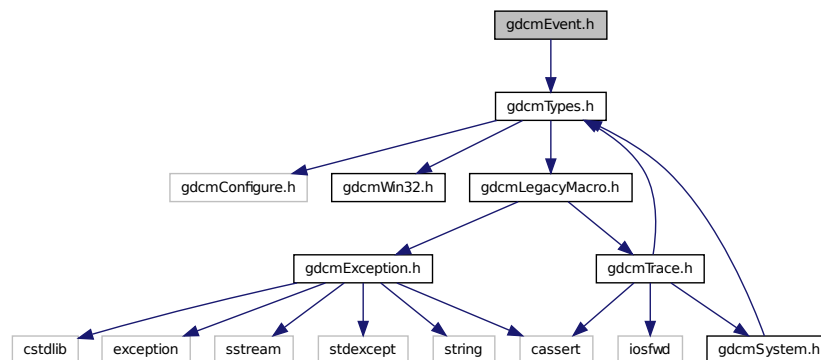 gdcmEvent.h
gdcmTypes.h
gdcmConfigure.h
gdcmWin32.h
gdcmLegacyMacro.h
gdcmException.h
gdcmTrace.h
cstdlib
exception
sstream
stdexcept
string
cassert
iosfwd
gdcmSystem.h